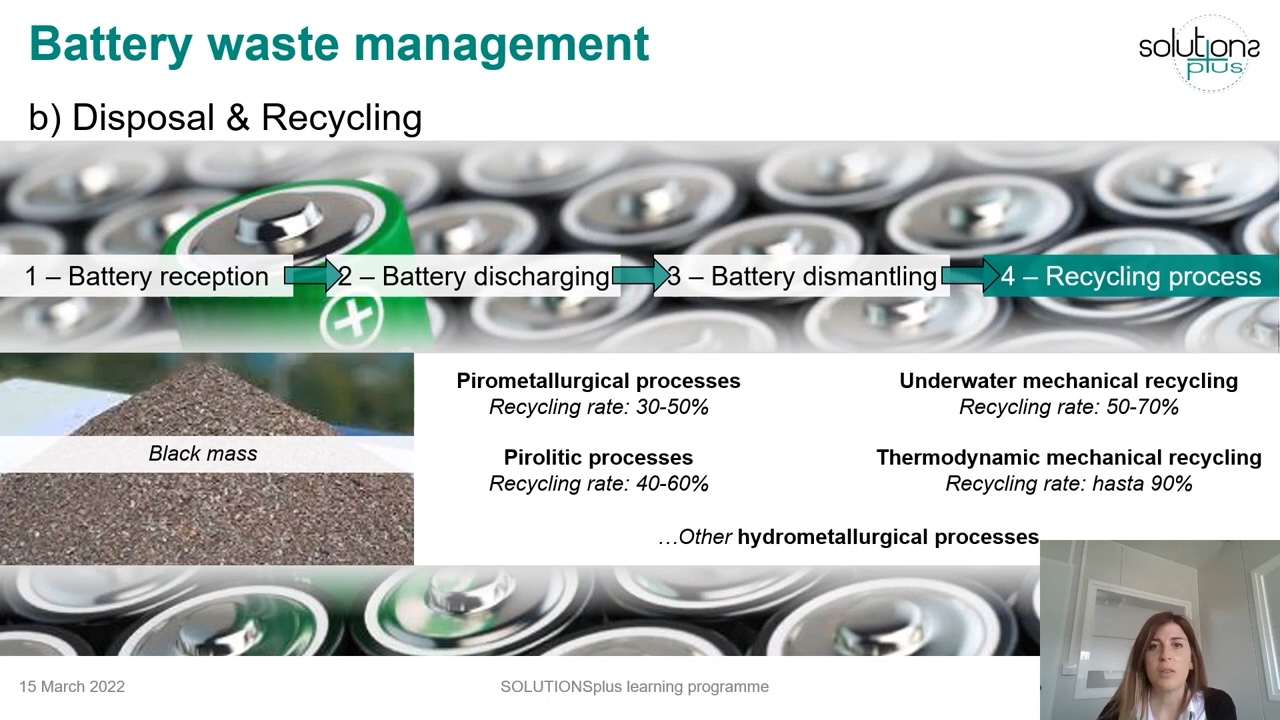 Battery waste management
solutions
plus
b) Disposal & Recycling
1 – Battery reception
2 – Battery discharging
3 – Battery dismantling
4 – Recycling process
Black mass
Pirometallurgical processes
Recycling rate: 30-50%
Underwater mechanical recycling
Recycling rate: 50-70%
Pirolitic processes
Recycling rate: 40-60%
Thermodynamic mechanical recycling
Recycling rate: hasta 90%
…Other hydrometallurgical processes
15 March 2022
SOLUTIONSplus learning programme